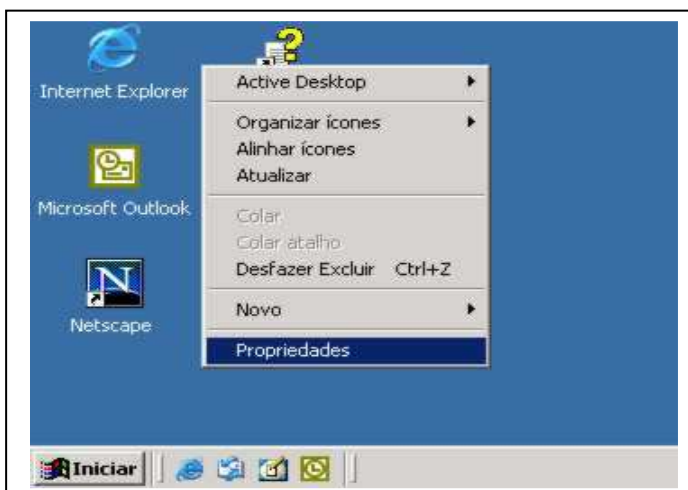 Internet Explorer
Microsoft Outlook
Netscape
Active Desktop
Organizar ícones
Alinhar ícones
Atualizar
Colar
Colar atalho
Desfazer Excluir Ctrl+Z
Novo
Propriedades
Iniciar